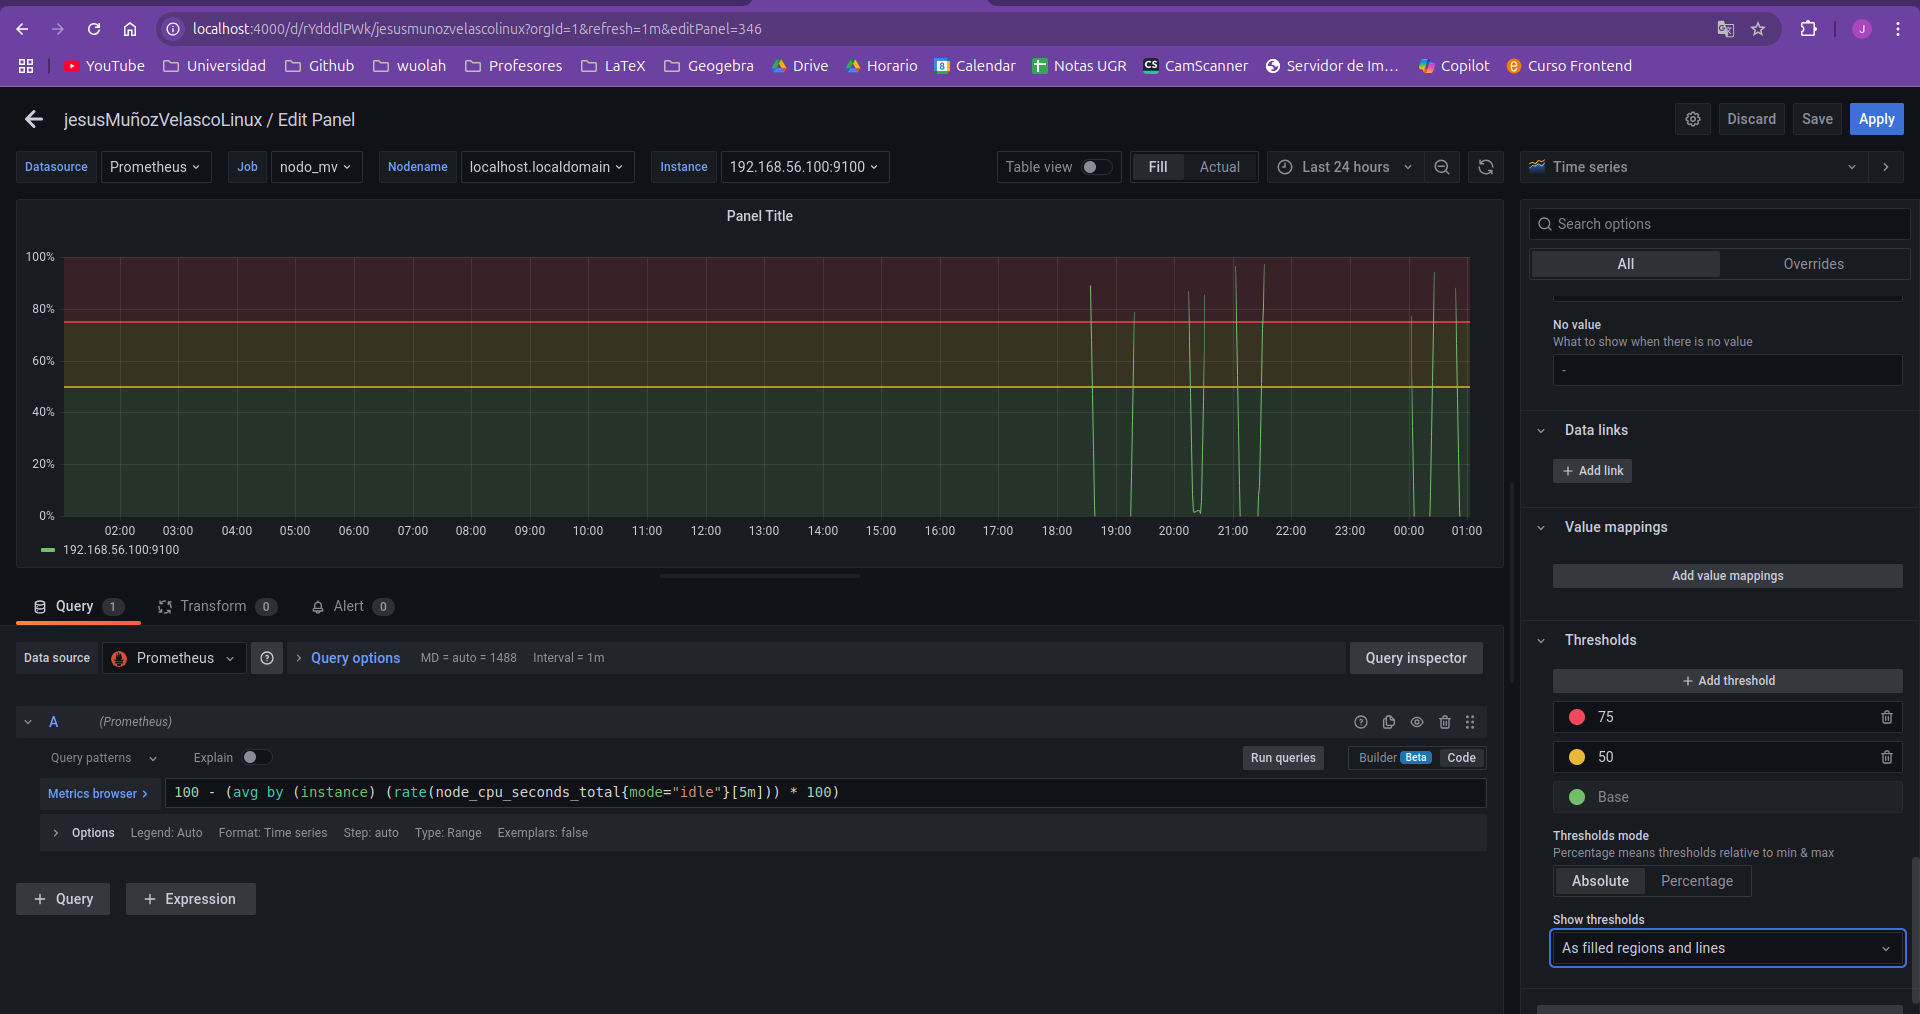 localhost:4000/d/rYdddlPWk/jesusmunozvelascolinux?orgId=1&refresh=1m&editPanel=346
J
YouTube Universidad Github wuolah Profesores LaTeX Geogebra Drive Horario 8 Calendar Notas UGR CS CamScanner Servidor de Im... Copilot Curso Frontend
jesusMuñozVelascoLinux / Edit Panel
Discard Save Apply
Datasource Prometheus Job nodo_mv Nodename localhost.localdomain Instance 192.168.56.100:9100 Table view Fill Actual Last 24 hours Time series
Panel Title
100%
80%
60%
40%
20%
0%
02:00 03:00 04:00 05:00 06:00 07:00 08:00 09:00 10:00 11:00 12:00 13:00 14:00 15:00 16:00 17:00 18:00 19:00 20:00 21:00 22:00 23:00 00:00 01:00
192.168.56.100:9100
Query 1 Transform 0 Alert 0
Data source Prometheus Query options MD = auto = 1488 Interval = 1m Query inspector
A (Prometheus)
Query patterns Explain Run queries Builder Beta Code
Metrics browser > 100 - (avg by (instance) (rate(node_cpu_seconds_total{mode="idle"}[5m])) * 100)
Options Legend: Auto Format: Time series Step: auto Type: Range Exemplars: false
+ Query + Expression
Search options
All Overrides
No value
What to show when there is no value
-
Data links
+ Add link
Value mappings
Add value mappings
Thresholds
+ Add threshold
75
50
Base
Thresholds mode
Percentage means thresholds relative to min & max
Absolute Percentage
Show thresholds
As filled regions and lines